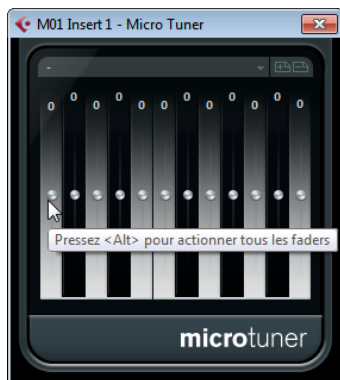 M01 Insert 1 - Micro Tuner
-
0 0 0 0 0 0 0 0 0 0 0 0
Pressez <Alt> pour actionner tous les faders
microtuner